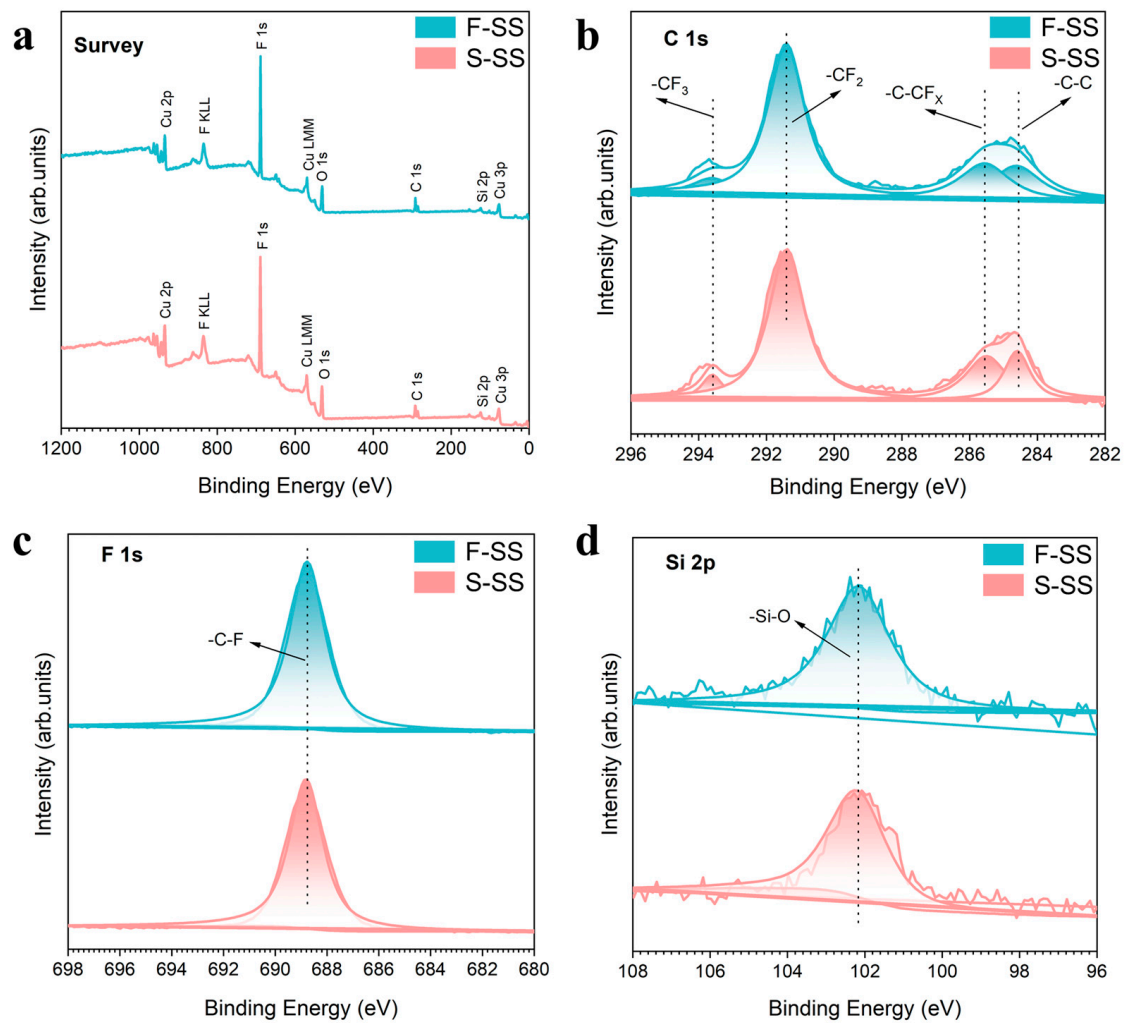 a
Survey
F-SS
S-SS
F 1s
Cu 2p
F KLL
Cu LMM
O 1s
C 1s
Si 2p
Cu 3p
F 1s
Cu 2p
F KLL
Cu LMM
O 1s
C 1s
Si 2p
Cu 3p
Intensity (arb.units)
1200 1000 800 600 400 200 0
Binding Energy (eV)
b
C 1s
F-SS
S-SS
-CF3
-CF2
-C-CFX
-C-C
Intensity (arb.units)
296 294 292 290 288 286 284 282
Binding Energy (eV)
c
F 1s
F-SS
S-SS
-C-F
Intensity (arb.units)
698 696 694 692 690 688 686 684 682 680
Binding Energy (eV)
d
Si 2p
F-SS
S-SS
-Si-O
Intensity (arb.units)
108 106 104 102 100 98 96
Binding Energy (eV)